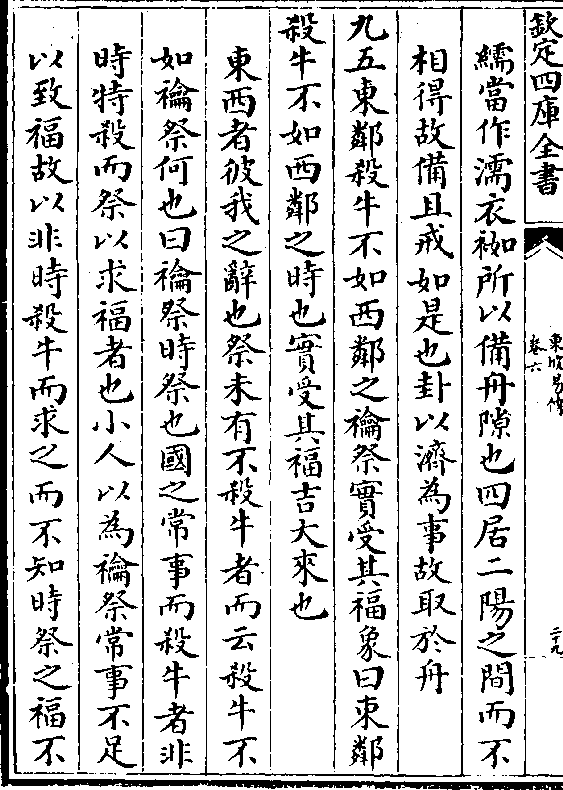 欽定四庫全書
東坡易傳
卷六
二十九
繻當作濡衣袽所以備舟隙也四居二陽之間而不
相得故備且戒如是也卦以濟為事故取於舟
九五東鄰殺牛不如西鄰之禴祭實受其福象曰東鄰
殺牛不如西鄰之時也實受其福吉大來也
東西者彼我之辭也祭未有不殺牛者而云殺牛不
如禴祭何也曰禴祭時祭也國之常事而殺牛者非
時特殺而祭以求福者也小人以為禴祭常事不足
以致福故以非時殺牛而求之而不知時祭之福不